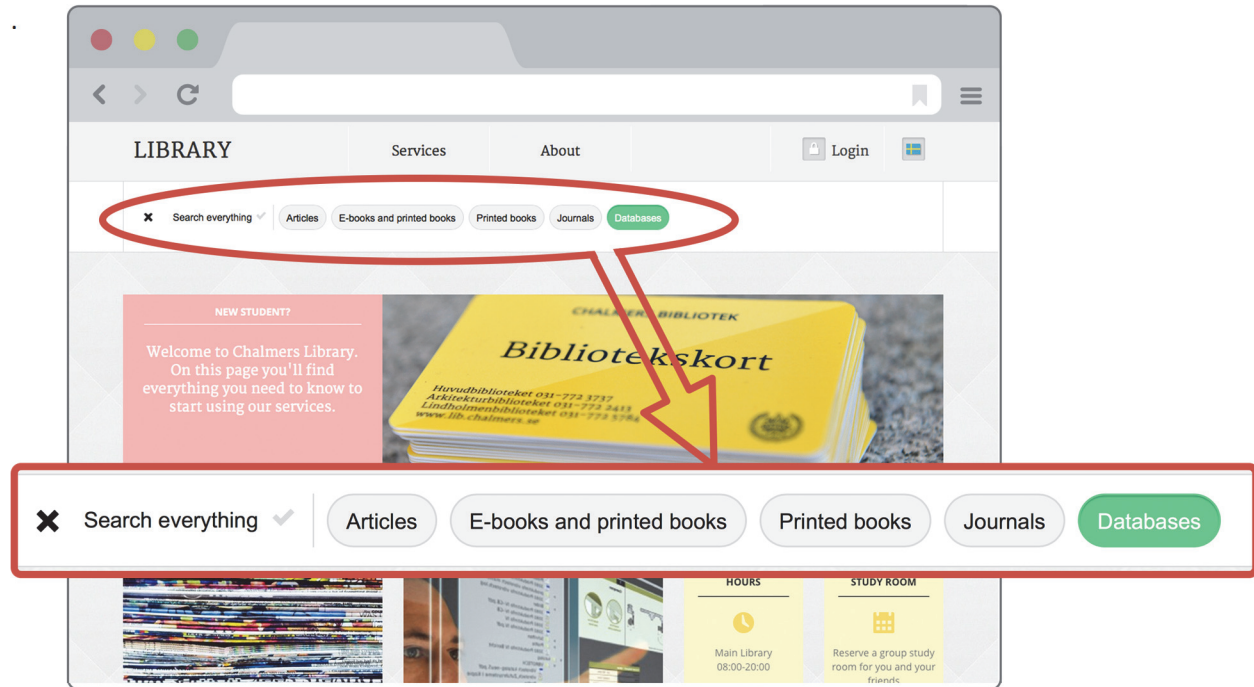 .
LIBRARY
Services
About
Login
Search everything
Articles
E-books and printed books
Printed books
Journals
Databases
NEW STUDENT?
Welcome to Chalmers Library.
On this page you'll find
everything you need to know to
start using our services.
CHALMERS BIBLIOTEK
Bibliotekskort
Huvudbiblioteket 031-772 3737
Arkitekturbiblioteket 031-772 2413
Lindholmenbiblioteket 031-772 5784
www.lib.chalmers.se
Search everything
Articles
E-books and printed books
Printed books
Journals
Databases
HOURS
Main Library
08:00-20:00
STUDY ROOM
Reserve a group study
room for you and your
friends